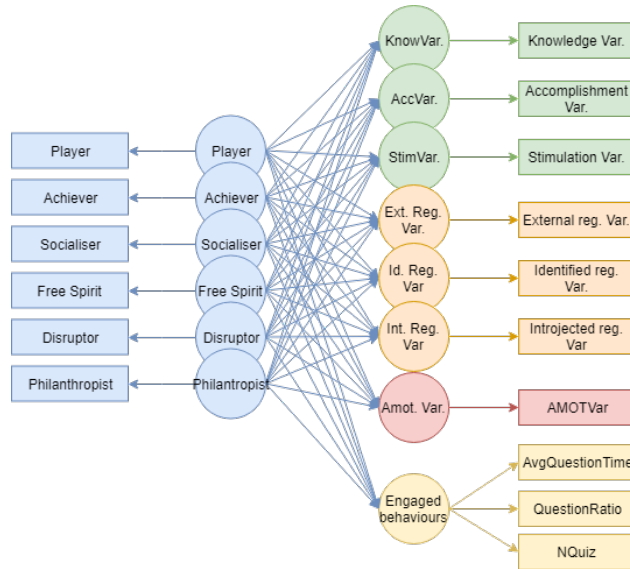 Player
Achiever
Socialiser
Free Spirit
Disruptor
Philanthropist
Player
Achiever
Socialiser
Free Spirit
Disruptor
Philantropist
KnowVar.
AccVar.
StimVar.
Ext. Reg.
Var.
Id. Reg.
Var
Int. Reg.
Var
Amot. Var.
Engaged
behaviours
Knowledge Var.
Accomplishment
Var.
Stimulation Var.
External reg. Var.
Identified reg.
Var.
Introjected reg.
Var
AMOTVar
AvgQuestionTime
QuestionRatio
NQuiz